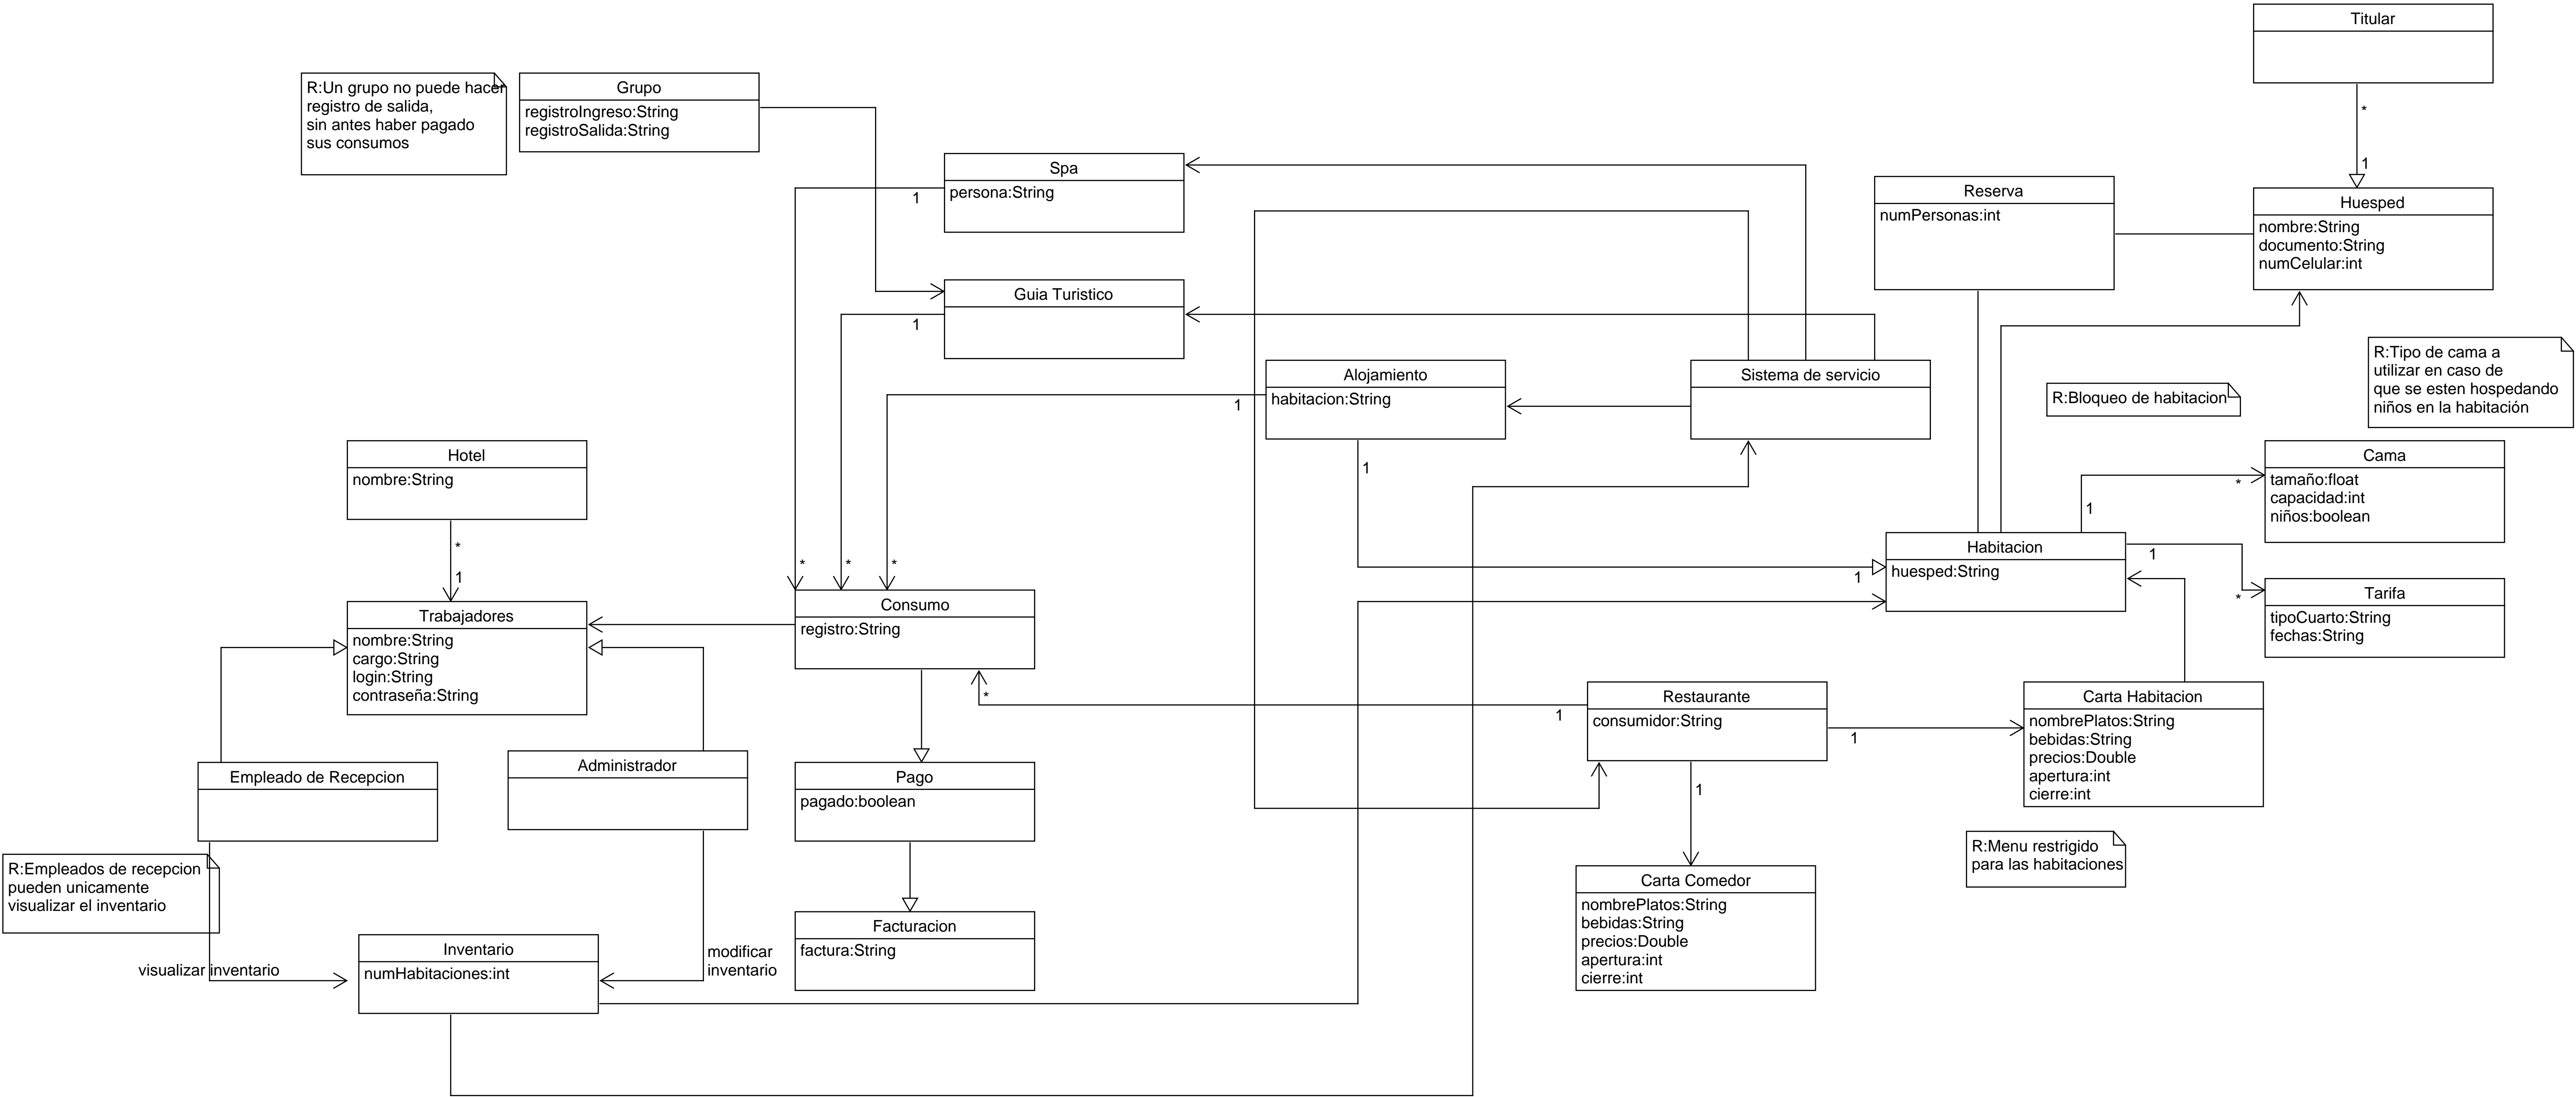 Titular
*
1
R:Un grupo no puede hacer
registro de salida,
sin antes haber pagado
sus consumos
Grupo
registroIngreso:String
registroSalida:String
Spa
persona:String
1
Reserva
numPersonas:int
Huesped
nombre:String
documento:String
numCelular:int
Guia Turistico
1
Alojamiento
habitacion:String
1
1
Sistema de servicio
R:Bloqueo de habitacion
R:Tipo de cama a
utilizar en caso de
que se esten hospedando
niños en la habitación
Hotel
nombre:String
*
1
Cama
tamaño:float
capacidad:int
niños:boolean
*
1
*
*
*
Habitacion
huesped:String
1
1
*
Tarifa
tipoCuarto:String
fechas:String
Trabajadores
nombre:String
cargo:String
login:String
contraseña:String
Consumo
registro:String
*
1
Restaurante
consumidor:String
1
1
Carta Habitacion
nombrePlatos:String
bebidas:String
precios:Double
apertura:int
cierre:int
Empleado de Recepcion
Administrador
Pago
pagado:boolean
R:Menu restrigido
para las habitaciones
R:Empleados de recepcion
pueden unicamente
visualizar el inventario
Carta Comedor
nombrePlatos:String
bebidas:String
precios:Double
apertura:int
cierre:int
Facturacion
factura:String
Inventario
numHabitaciones:int
visualizar inventario
modificar
inventario